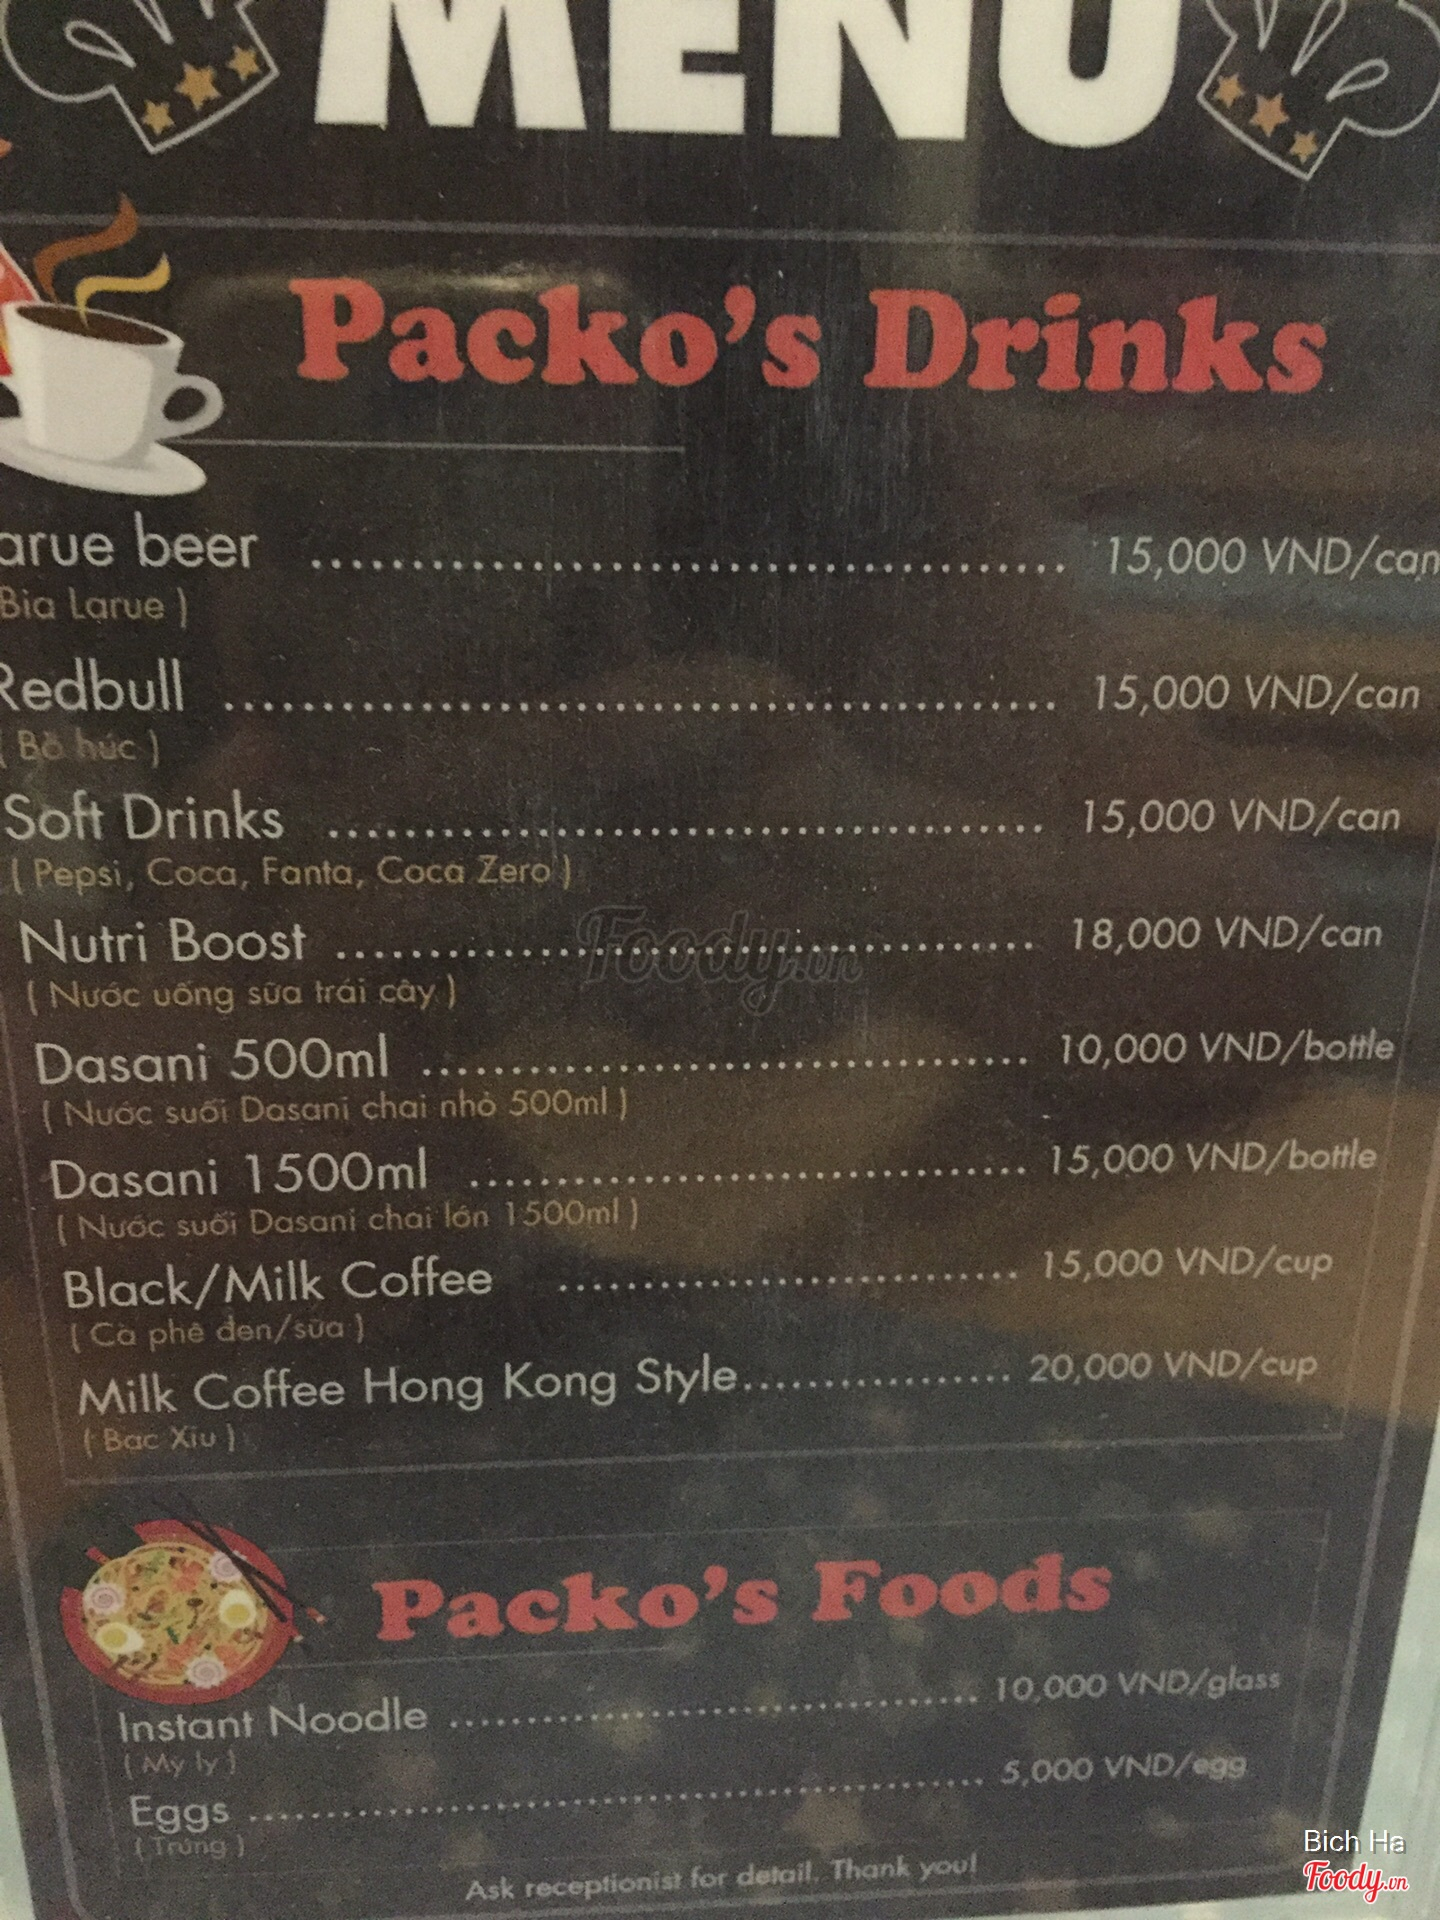 MENU
Packo's Drinks
arue beer ........................................ 15,000 VND/can
Bia Larue )
Redbull ........................................ 15,000 VND/can
( Bò húc )
Soft Drinks ........................................ 15,000 VND/can
( Pepsi, Coca, Fanta, Coca Zero )
Nutri Boost ........................................ 18,000 VND/can
( Nước uống sữa trái cây )
Foody.vn
Dasani 500ml ........................................ 10,000 VND/bottle
( Nước suối Dasani chai nhỏ 500ml )
Dasani 1500ml ................................... 15,000 VND/bottle
( Nước suối Dasani chai lớn 1500ml )
Black/Milk Coffee ............................. 15,000 VND/cup
( Cà phê đen/sữa )
Milk Coffee Hong Kong Style................. 20,000 VND/cup
( Bạc Xỉu )
Packo's Foods
Instant Noodle ................................... 10,000 VND/glass
( Mỳ ly )
Eggs ................................................ 5,000 VND/egg
( Trứng )
Ask receptionist for detail. Thank you!
Bich Ha
Foody.vn